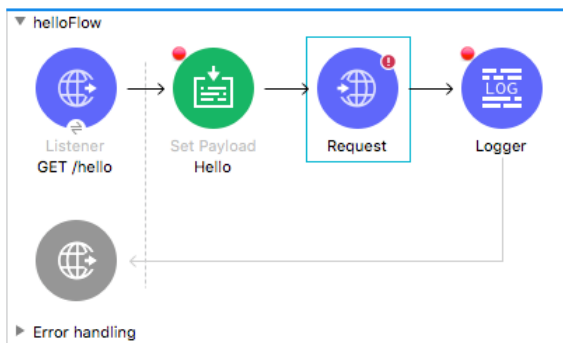 helloFlow
Listener
GET /hello
Set Payload
Hello
Request
LOG
Logger
Error handling